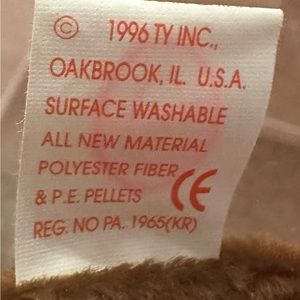 © 1996 TY INC.,
OAKBROOK, IL. U.S.A.
SURFACE WASHABLE
ALL NEW MATERIAL
POLYESTER FIBER
& P.E. PELLETS CE
REG. NO PA. 1965(KR)